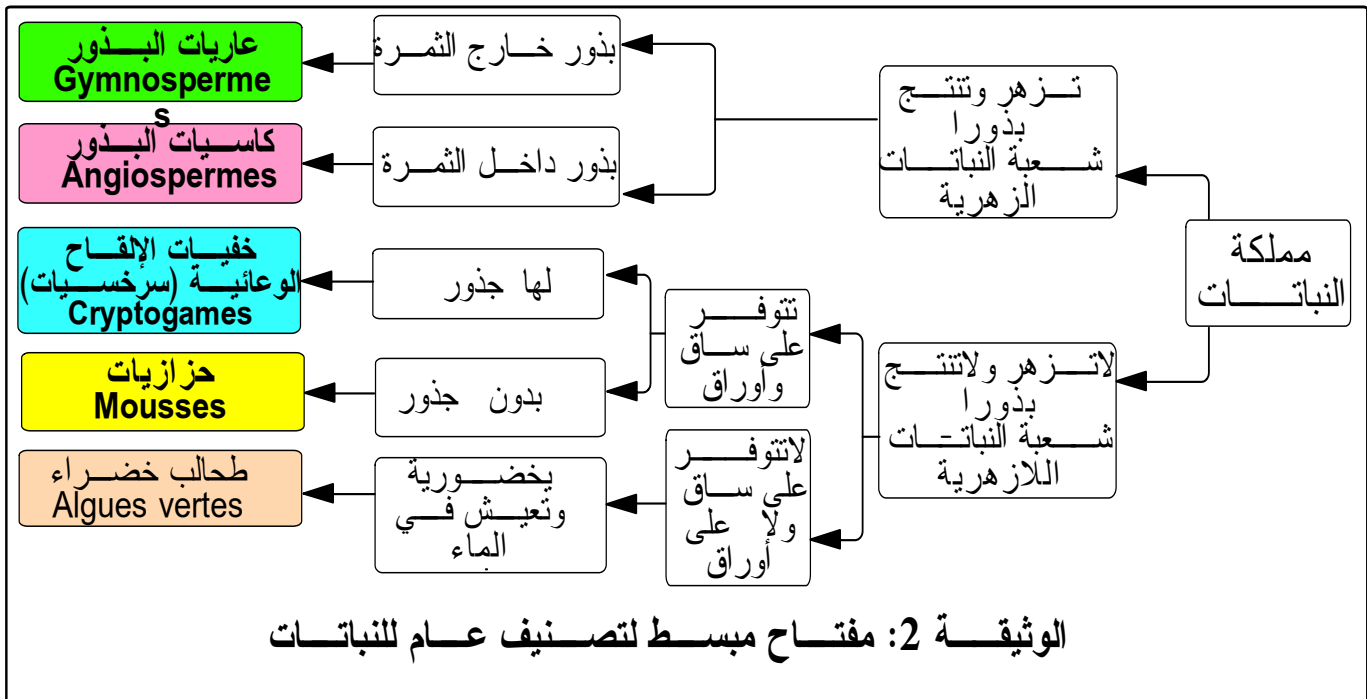 مملكة
النباتات
تزهر وتنتج
بذورا
شعبة النباتات
الزهرية
بذور خارج الثمرة
عاريات البذور
Gymnosperme
s
بذور داخل الثمرة
كاسيات البذور
Angiospermes
لاتزهر ولاتنتج
بذورا
شعبة النباتات
اللازهرية
تتوفر
على ساق
وأوراق
لها جذور
خفيات الإلقاح
الوعائية (سرخسيات)
Cryptogames
بدون جذور
حزازيات
Mousses
لاتتوفر
على ساق
ولا على
أوراق
يخضورية
وتعيش في
الماء
طحالب خضراء
Algues vertes
الوثيقة 2: مفتاح مبسط لتصنيف عام للنباتات